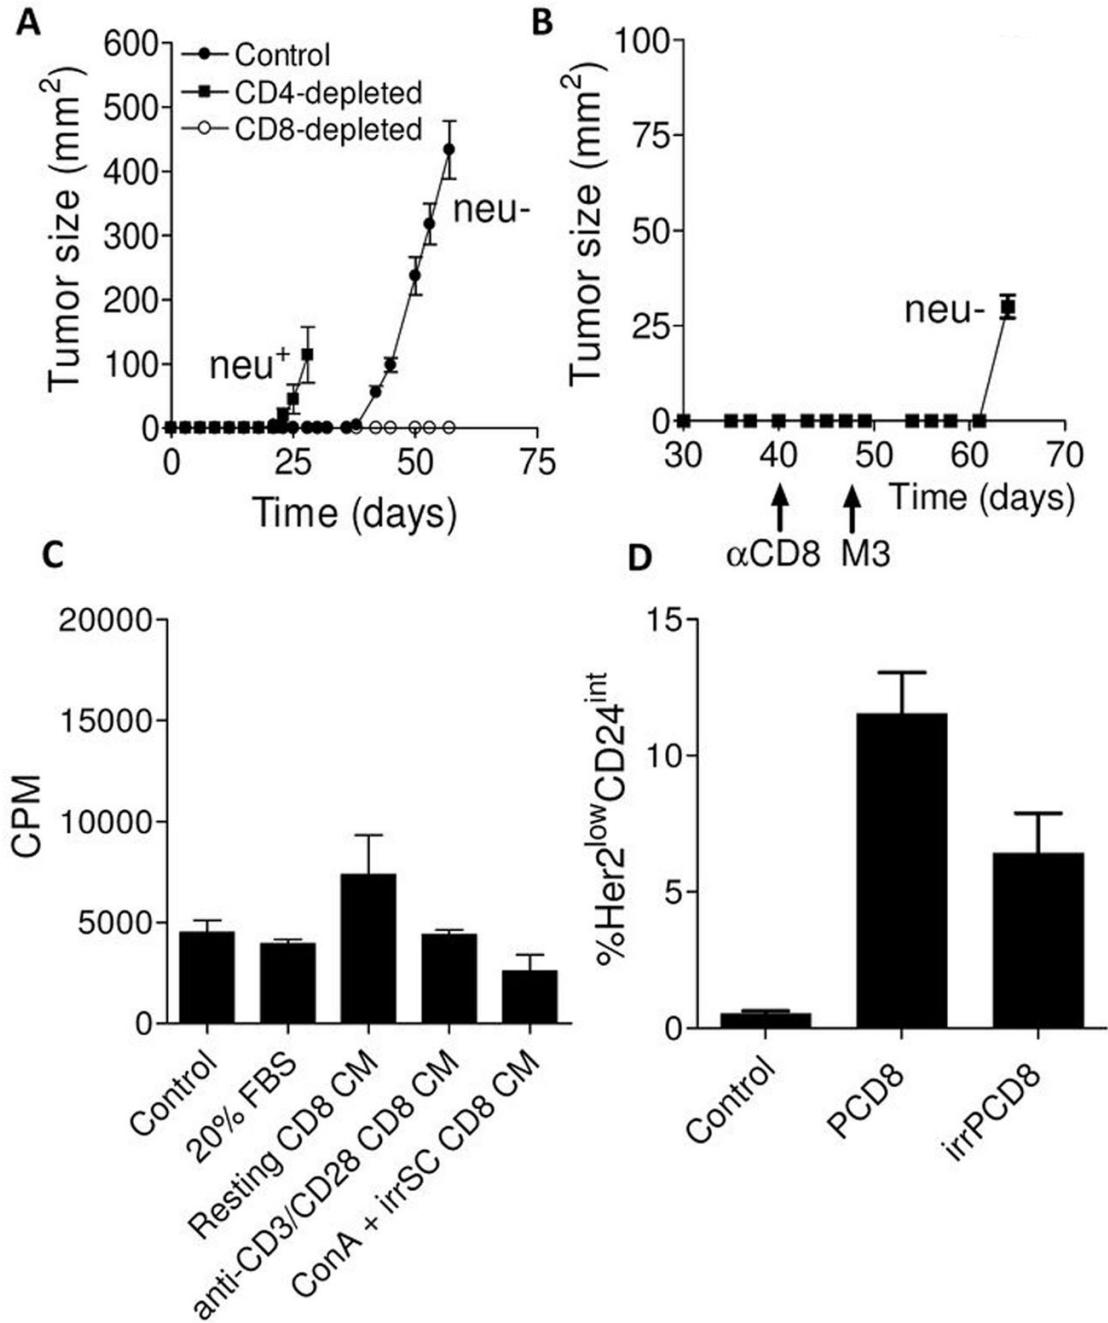 A
Tumor size (mm²)
600
500
400
300
200
100
0
Control
CD4-depleted
CD8-depleted
neu⁺
neu-
0 25 50 75
Time (days)
B
Tumor size (mm²)
100
75
50
25
0
neu-
30 40 50 60 70
Time (days)
αCD8 M3
C
CPM
20000
15000
10000
5000
0
Control
20% FBS
Resting CD8 CM
anti-CD3/CD28 CD8 CM
ConA + irrSC CD8 CM
D
%Her2ˡᵒʷCD24ⁱⁿᵗ
15
10
5
0
Control
PCD8
irrPCD8